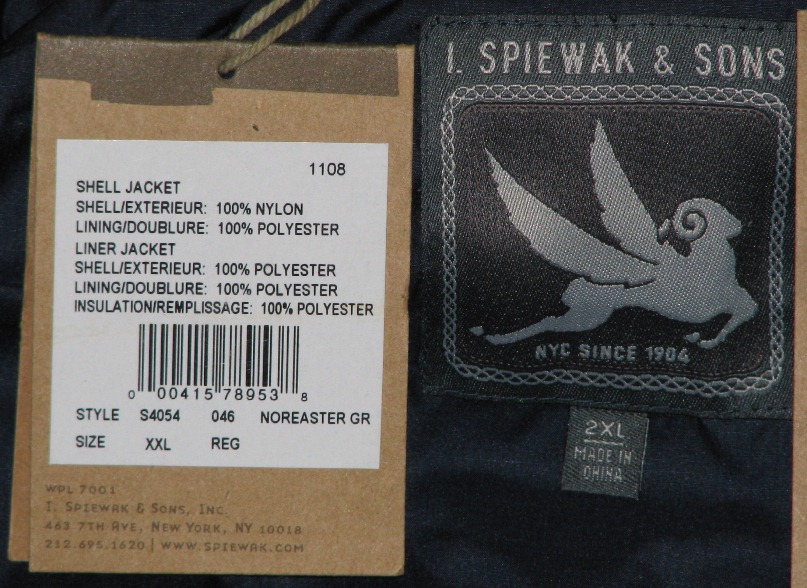 1108
SHELL JACKET
SHELL/EXTERIEUR: 100% NYLON
LINING/DOUBLURE: 100% POLYESTER
LINER JACKET
SHELL/EXTERIEUR: 100% POLYESTER
LINING/DOUBLURE: 100% POLYESTER
INSULATION/REMPLISSAGE: 100% POLYESTER
0 00415 78953 8
STYLE S4054 046 NOREASTER GR
SIZE XXL REG
WPL 7001
I. SPIEWAK & SONS, INC.
463 7TH AVE, NEW YORK, NY 10018
212.695.1620 | WWW.SPIEWAK.COM
I. SPIEWAK & SONS
NYC SINCE 1904
2XL
MADE IN
CHINA